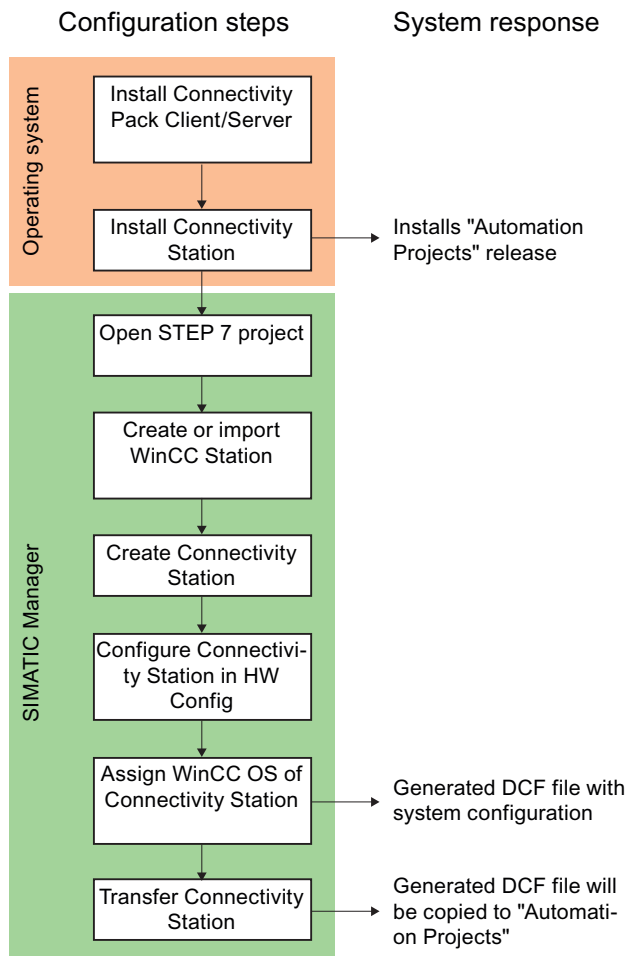 Configuration steps
System response
Operating system
Install Connectivity
Pack Client/Server
Install Connectivity
Station
Installs "Automation
Projects" release
SIMATIC Manager
Open STEP 7 project
Create or import
WinCC Station
Create Connectivity
Station
Configure Connectivi-
ty Station in HW
Config
Assign WinCC OS of
Connectivity Station
Generated DCF file with
system configuration
Transfer Connectivity
Station
Generated DCF file will
be copied to "Automati-
on Projects"